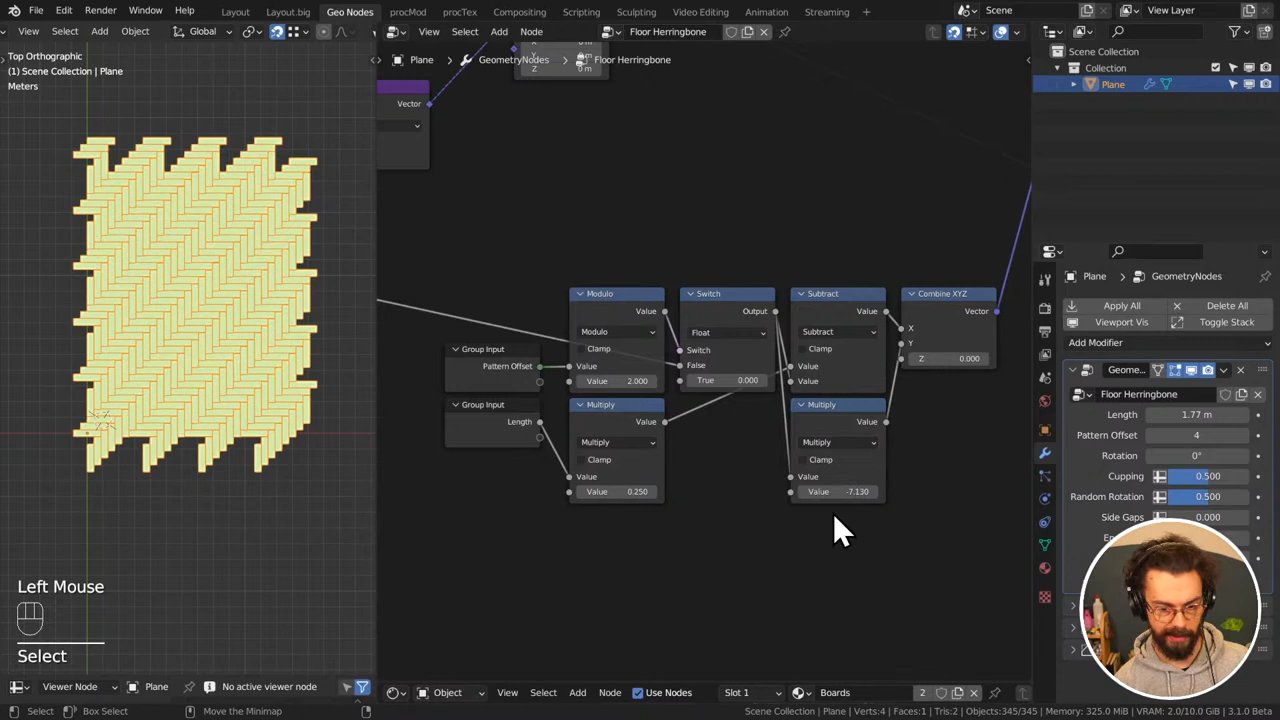 File Edit Render Window Help Layout Layout.big Geo Nodes procMod procTex Compositing Scripting Sculpting Video Editing Animation Streaming + Scene View Layer
View Select Add Object Global View Select Add Node Floor Herringbone
Top Orthographic
(1) Scene Collection | Plane
Meters
Plane > GeometryNodes > Floor Herringbone
Z 0 m
Vector
Modulo
Value
Modulo
Clamp
Value
Value 2.000
Switch
Output
Float
Switch
False
True 0.000
Subtract
Value
Subtract
Clamp
Value
Value
Combine XYZ
Vector
X
Y
Z 0.000
Group Input
Pattern Offset
Group Input
Length
Multiply
Value
Multiply
Clamp
Value
Value 0.250
Multiply
Value
Multiply
Clamp
Value
Value -7.130
Scene Collection
Collection
Plane
Plane > GeometryNodes
Apply All Delete All
Viewport Vis Toggle Stack
Add Modifier
Geome...
Floor Herringbone
Length 1.77 m
Pattern Offset 4
Rotation 0°
Cupping 0.500
Random Rotation 0.500
Side Gaps 0.000
Left Mouse
Select
Viewer Node Plane No active viewer node Object View Select Add Node Use Nodes Slot 1 Boards 2
Select Box Select Moves the Minimap Scene Collection | Plane | Verts:4 | Faces:1 | Tris:2 | Objects:345/345 | Memory: 325.0 MiB | VRAM: 2.0/10.0 GiB | 3.1.0 Beta